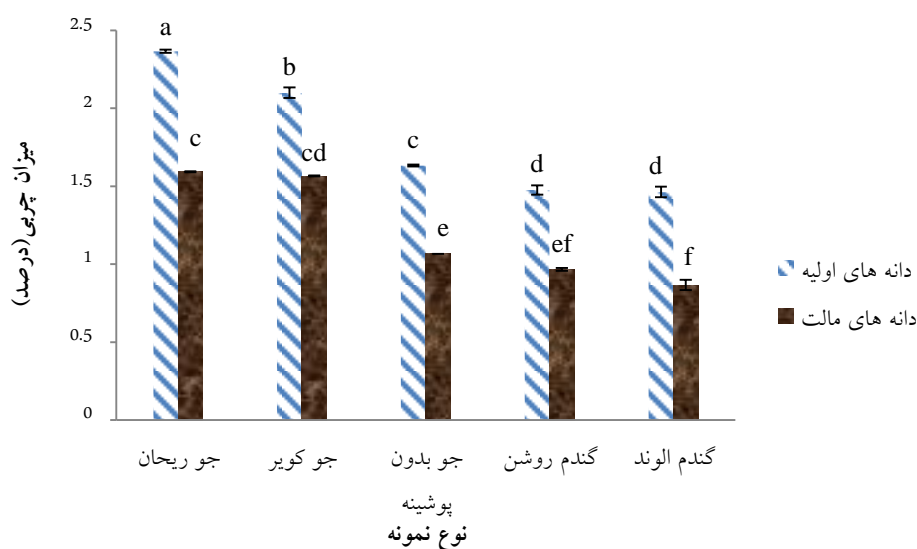 2.5
2
1.5
1
0.5
0
میزان چربی(درصد)
a
b
c
d
d
c
cd
e
ef
f
جو ریحان
جو کویر
جو بدون
پوشینه
گندم روشن
گندم الوند
نوع نمونه
دانه های اولیه
دانه های مالت